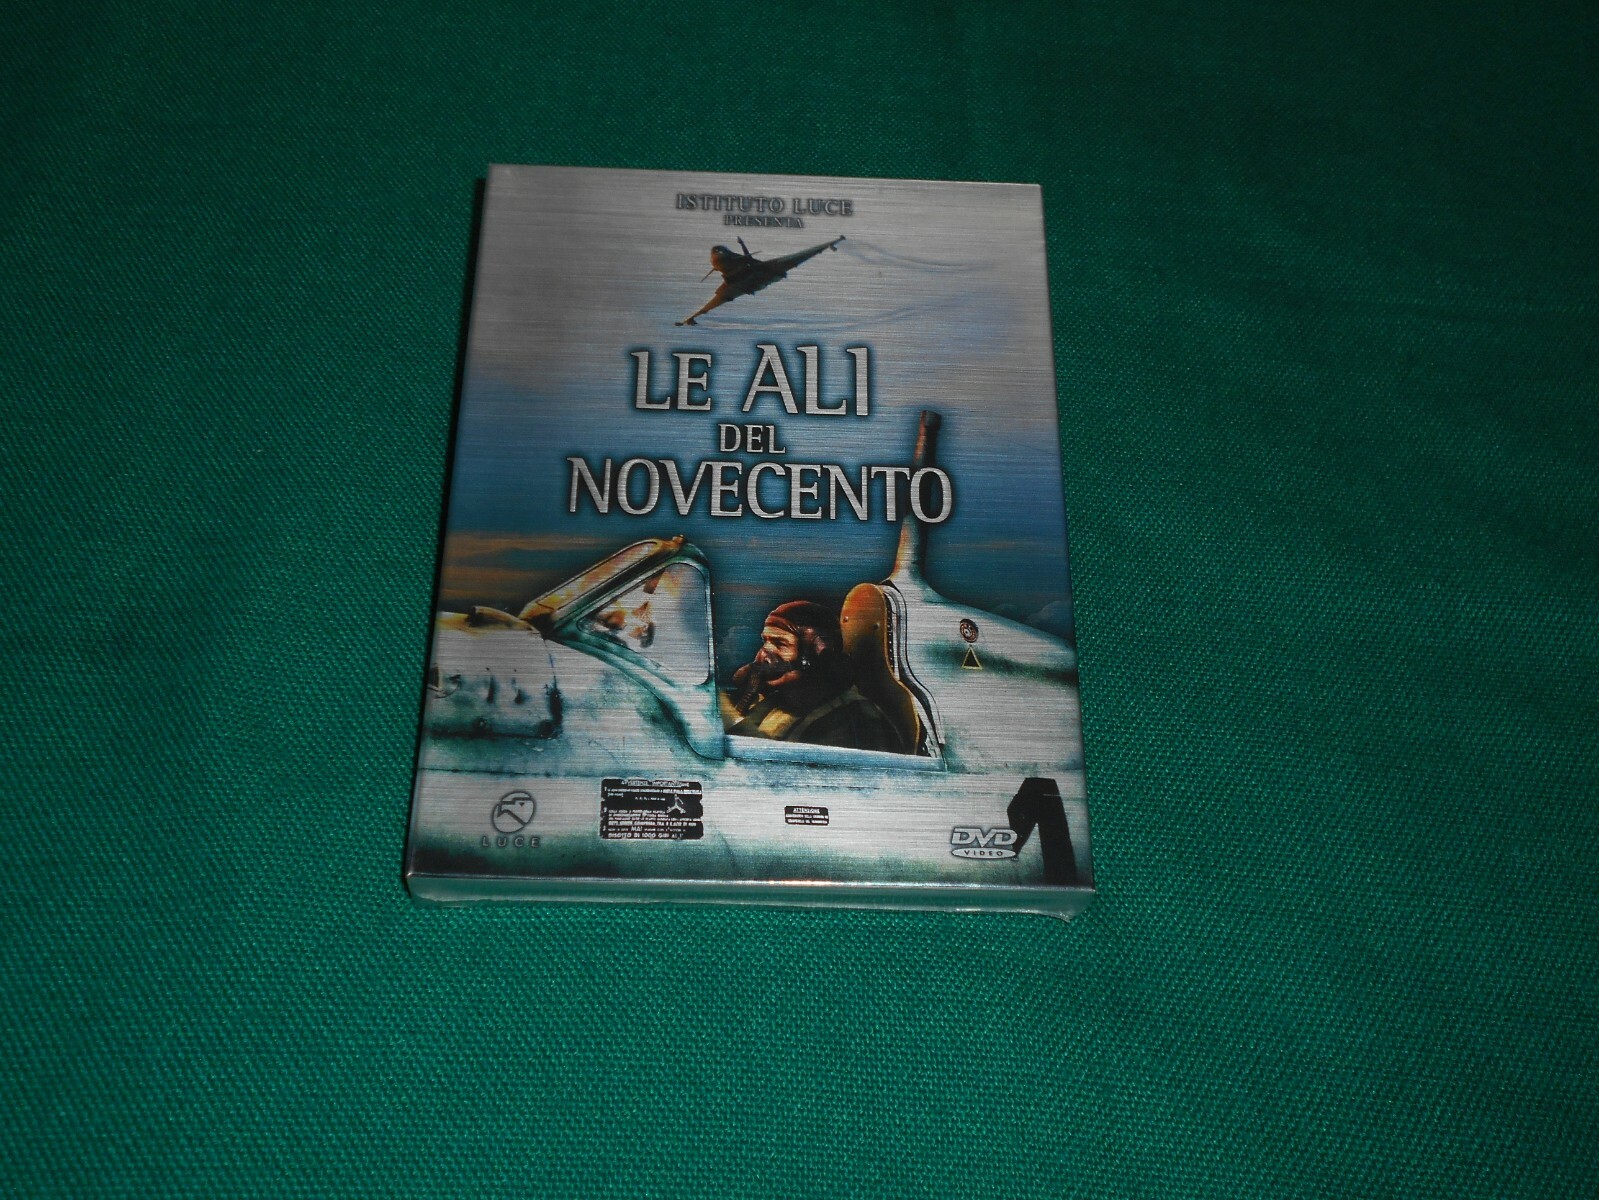 ISTITUTO LUCE
PRESENTA
LE ALI
DEL
NOVECENTO
LUCE
ATTENZIONE
DVD
VIDEO
1